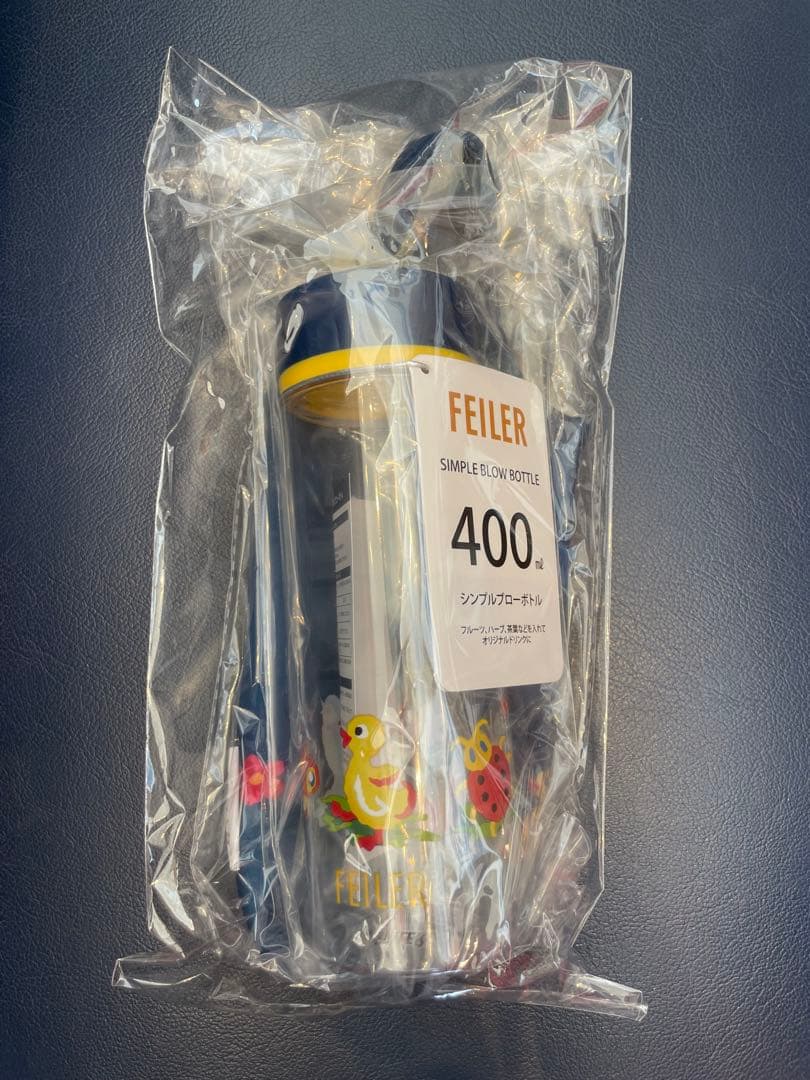 FEILER
SIMPLE BLOW BOTTLE
400 ml
シンプルブローボトル
フルーツ、ハーブ、茶葉などを入れて
オリジナルドリンクに
FEILER